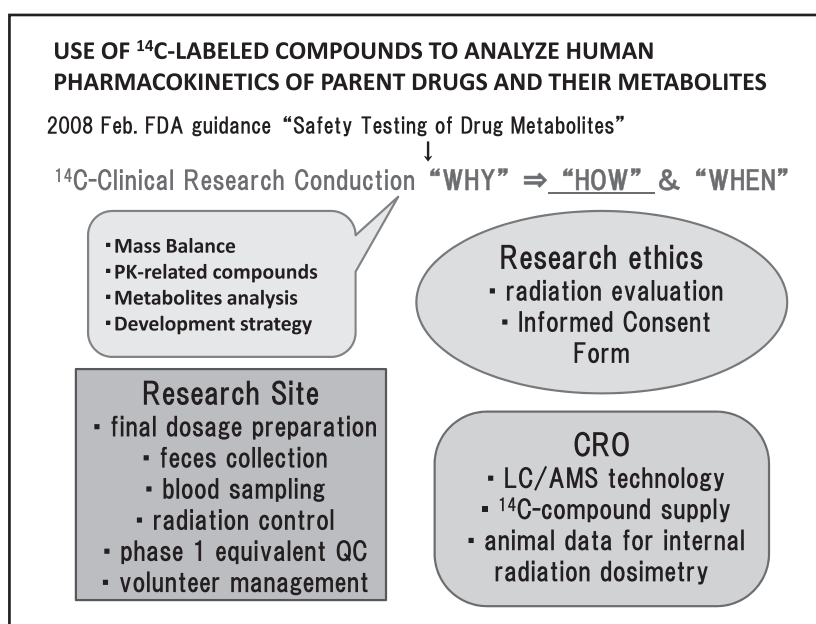 USE OF ¹⁴C-LABELED COMPOUNDS TO ANALYZE HUMAN
PHARMACOKINETICS OF PARENT DRUGS AND THEIR METABOLITES
2008 Feb. FDA guidance “Safety Testing of Drug Metabolites”
↓
¹⁴C-Clinical Research Conduction “WHY” ⇒ “HOW” & “WHEN”
▪Mass Balance
▪PK-related compounds
▪Metabolites analysis
▪Development strategy
Research ethics
▪ radiation evaluation
▪ Informed Consent
Form
Research Site
▪ final dosage preparation
▪ feces collection
▪ blood sampling
▪ radiation control
▪ phase 1 equivalent QC
▪ volunteer management
CRO
▪ LC/AMS technology
▪ ¹⁴C-compound supply
▪ animal data for internal
radiation dosimetry